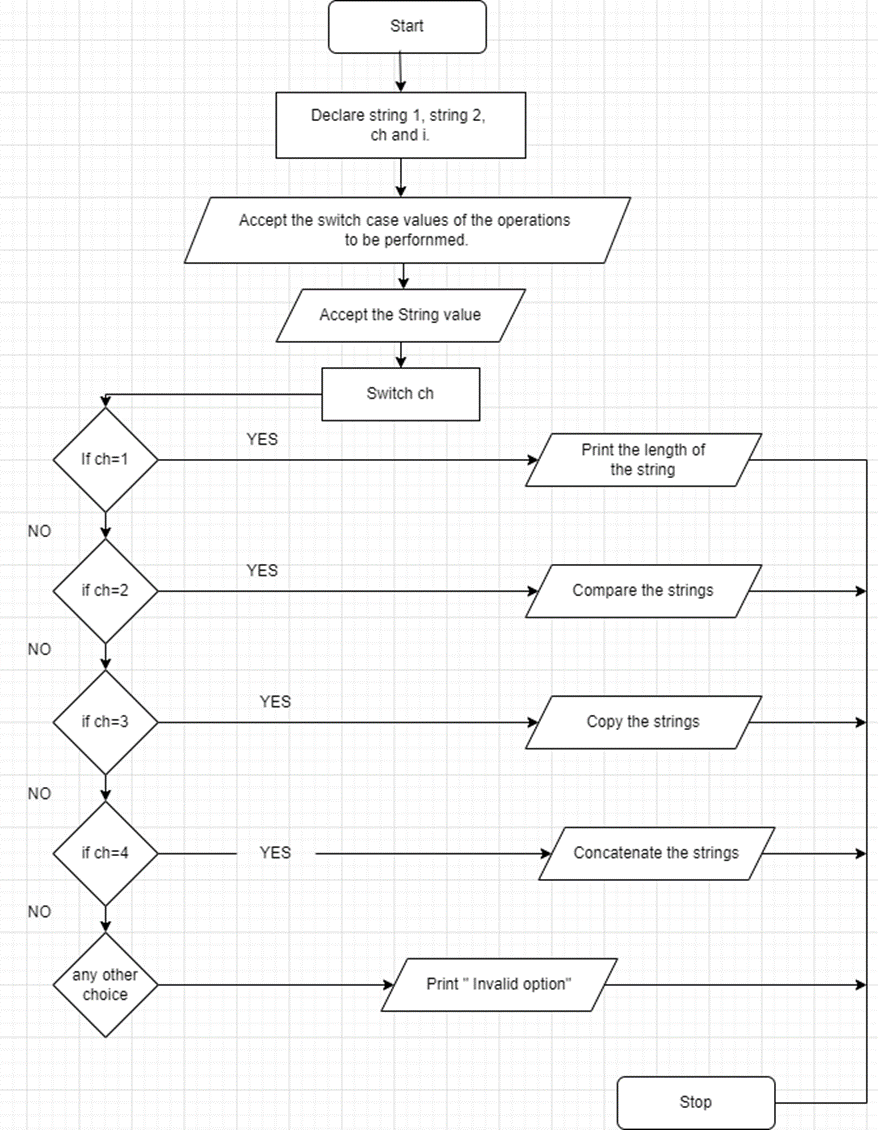 Start
Declare string 1, string 2,
ch and i.
Accept the switch case values of the operations
to be perfornmed.
Accept the String value
Switch ch
If ch=1
YES
Print the length of
the string
NO
if ch=2
YES
Compare the strings
NO
if ch=3
YES
Copy the strings
NO
if ch=4
YES
Concatenate the strings
NO
any other
choice
Print " Invalid option"
Stop